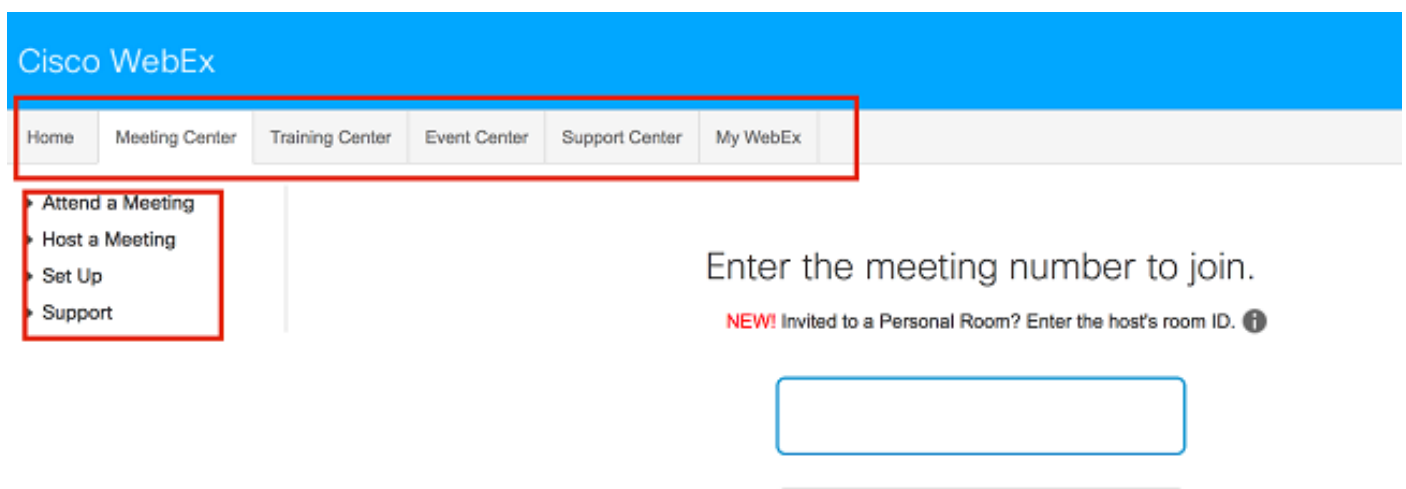 Cisco WebEx
Home Meeting Center Training Center Event Center Support Center My WebEx
Attend a Meeting
Host a Meeting
Set Up
Support
Enter the meeting number to join.
NEW! Invited to a Personal Room? Enter the host's room ID.